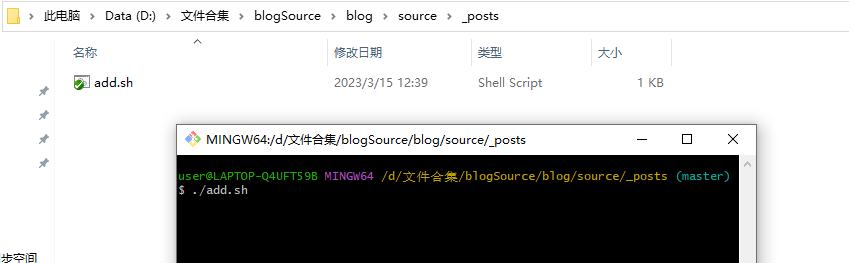 此电脑 > Data (D:) > 文件合集 > blogSource > blog > source > _posts
名称 修改日期 类型 大小
add.sh 2023/3/15 12:39 Shell Script 1 KB
MINGW64:/d/文件合集/blogSource/blog/source/_posts
user@LAPTOP-Q4UFT59B MINGW64 /d/文件合集/blogSource/blog/source/_posts (master)
$ ./add.sh
步空间